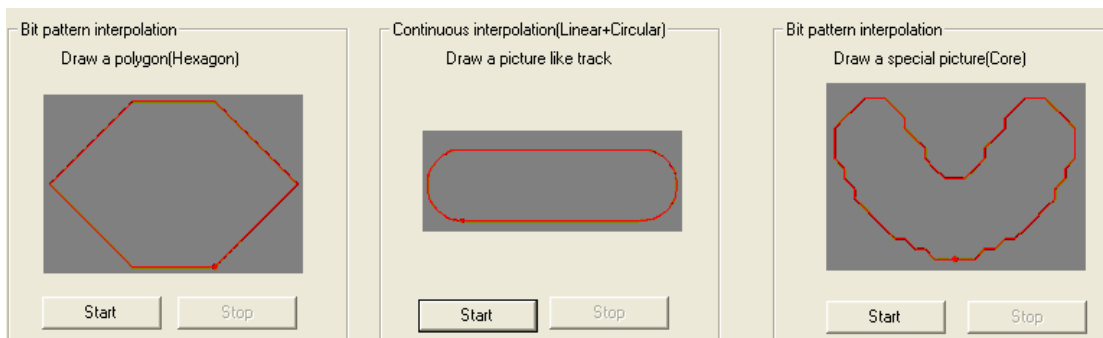 Bit pattern interpolation
Draw a polygon(Hexagon)
Start
Stop
Continuous interpolation(Linear+Circular)
Draw a picture like track
Start
Stop
Bit pattern interpolation
Draw a special picture(Core)
Start
Stop